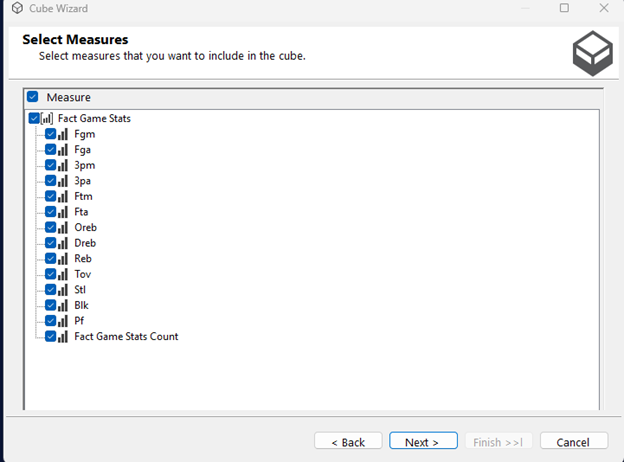 Cube Wizard
Select Measures
Select measures that you want to include in the cube.
Measure
Fact Game Stats
Fgm
Fga
3pm
3pa
Ftm
Fta
Oreb
Dreb
Reb
Tov
Stl
Blk
Pf
Fact Game Stats Count
< Back Next > Finish >>| Cancel